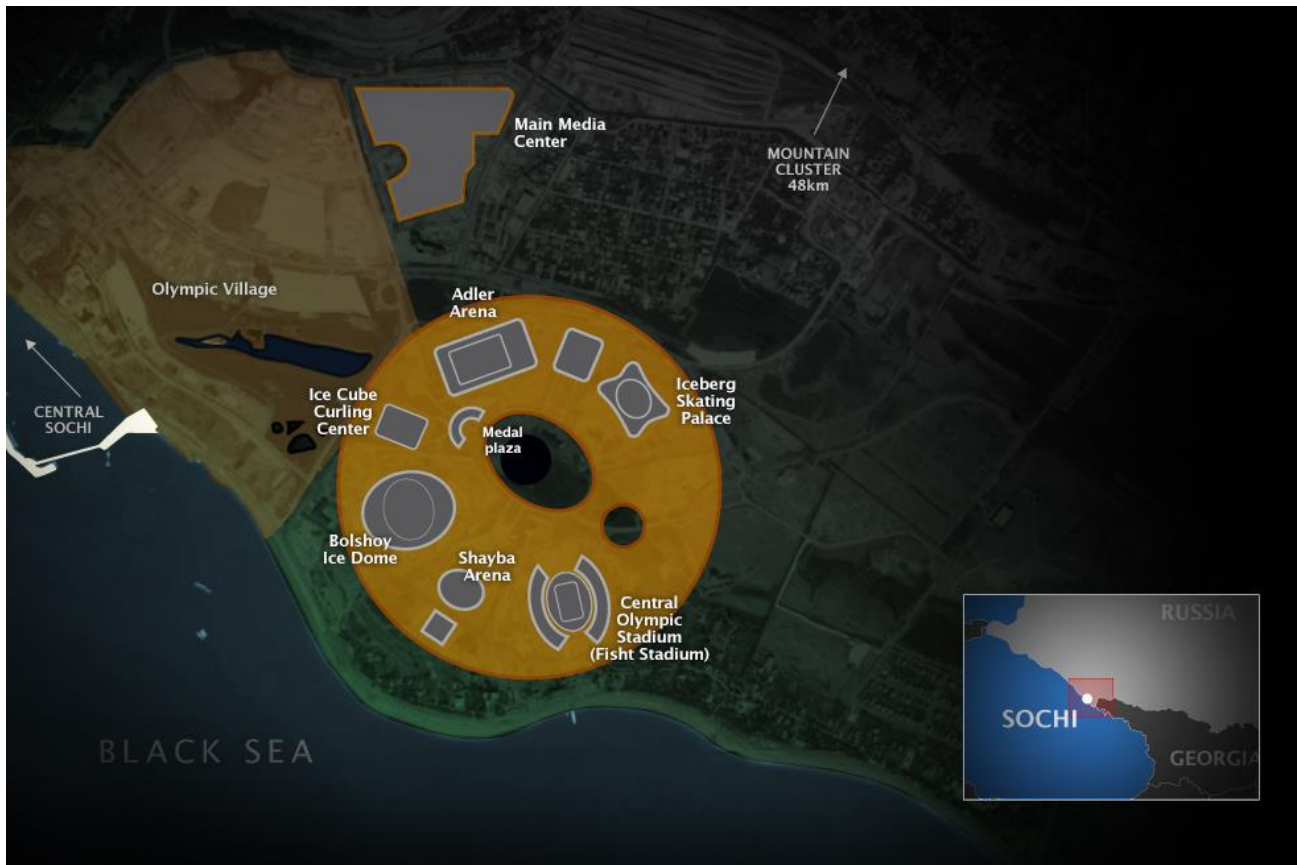 Main Media
Center
MOUNTAIN
CLUSTER
48km
Olympic Village
Adler
Arena
CENTRAL
SOCHI
Ice Cube
Curling
Center
Iceberg
Skating
Palace
Medal
plaza
Bolshoy
Ice Dome
Shayba
Arena
Central
Olympic
Stadium
(Fisht Stadium)
BLACK SEA
RUSSIA
SOCHI
GEORGIA